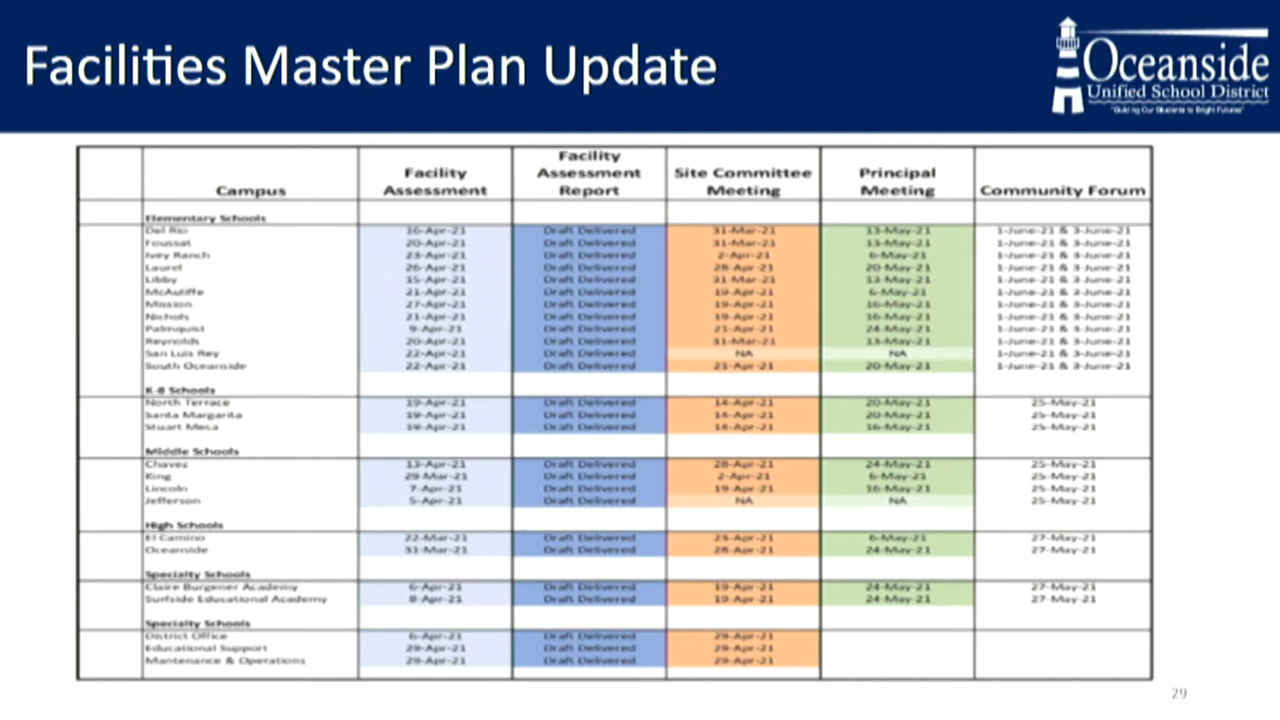 Facilities Master Plan Update
Oceanside
Unified School District
"Guiding Our Students to Bright Futures"
Campus Facility Assessment Facility Assessment Report Site Committee Meeting Principal Meeting Community Forum
Elementary Schools
Del Rio 16-Apr-21 Draft Delivered 31-Mar-21 13-May-21 1-June-21 & 3-June-21
Foussat 20-Apr-21 Draft Delivered 31-Mar-21 13-May-21 1-June-21 & 3-June-21
Ivey Ranch 23-Apr-21 Draft Delivered 2-Apr-21 6-May-21 1-June-21 & 3-June-21
Laurel 26-Apr-21 Draft Delivered 28-Apr-21 20-May-21 1-June-21 & 3-June-21
Libby 15-Apr-21 Draft Delivered 31-Mar-21 13-May-21 1-June-21 & 3-June-21
McAuliffe 21-Apr-21 Draft Delivered 19-Apr-21 6-May-21 1-June-21 & 3-June-21
Mission 27-Apr-21 Draft Delivered 19-Apr-21 16-May-21 1-June-21 & 3-June-21
Nichols 21-Apr-21 Draft Delivered 19-Apr-21 16-May-21 1-June-21 & 3-June-21
Palmquist 9-Apr-21 Draft Delivered 21-Apr-21 24-May-21 1-June-21 & 3-June-21
Reynolds 20-Apr-21 Draft Delivered 31-Mar-21 13-May-21 1-June-21 & 3-June-21
San Luis Rey 22-Apr-21 Draft Delivered NA NA 1-June-21 & 3-June-21
South Oceanside 22-Apr-21 Draft Delivered 21-Apr-21 20-May-21 1-June-21 & 3-June-21
K-8 Schools
North Terrace 19-Apr-21 Draft Delivered 14-Apr-21 20-May-21 25-May-21
Santa Margarita 19-Apr-21 Draft Delivered 14-Apr-21 20-May-21 25-May-21
Stuart Mesa 19-Apr-21 Draft Delivered 14-Apr-21 16-May-21 25-May-21
Middle Schools
Chavez 13-Apr-21 Draft Delivered 28-Apr-21 24-May-21 25-May-21
King 29-Mar-21 Draft Delivered 2-Apr-21 6-May-21 25-May-21
Lincoln 7-Apr-21 Draft Delivered 19-Apr-21 16-May-21 25-May-21
Jefferson 5-Apr-21 Draft Delivered NA NA 25-May-21
High Schools
El Camino 22-Mar-21 Draft Delivered 23-Apr-21 6-May-21 27-May-21
Oceanside 31-Mar-21 Draft Delivered 28-Apr-21 24-May-21 27-May-21
Specialty Schools
Claire Burgener Academy 6-Apr-21 Draft Delivered 19-Apr-21 24-May-21 27-May-21
Surfside Educational Academy 8-Apr-21 Draft Delivered 19-Apr-21 24-May-21 27-May-21
Specialty Schools
District Office 6-Apr-21 Draft Delivered 29-Apr-21
Educational Support 29-Apr-21 Draft Delivered 29-Apr-21
Mantenance & Operations 29-Apr-21 Draft Delivered 29-Apr-21
29